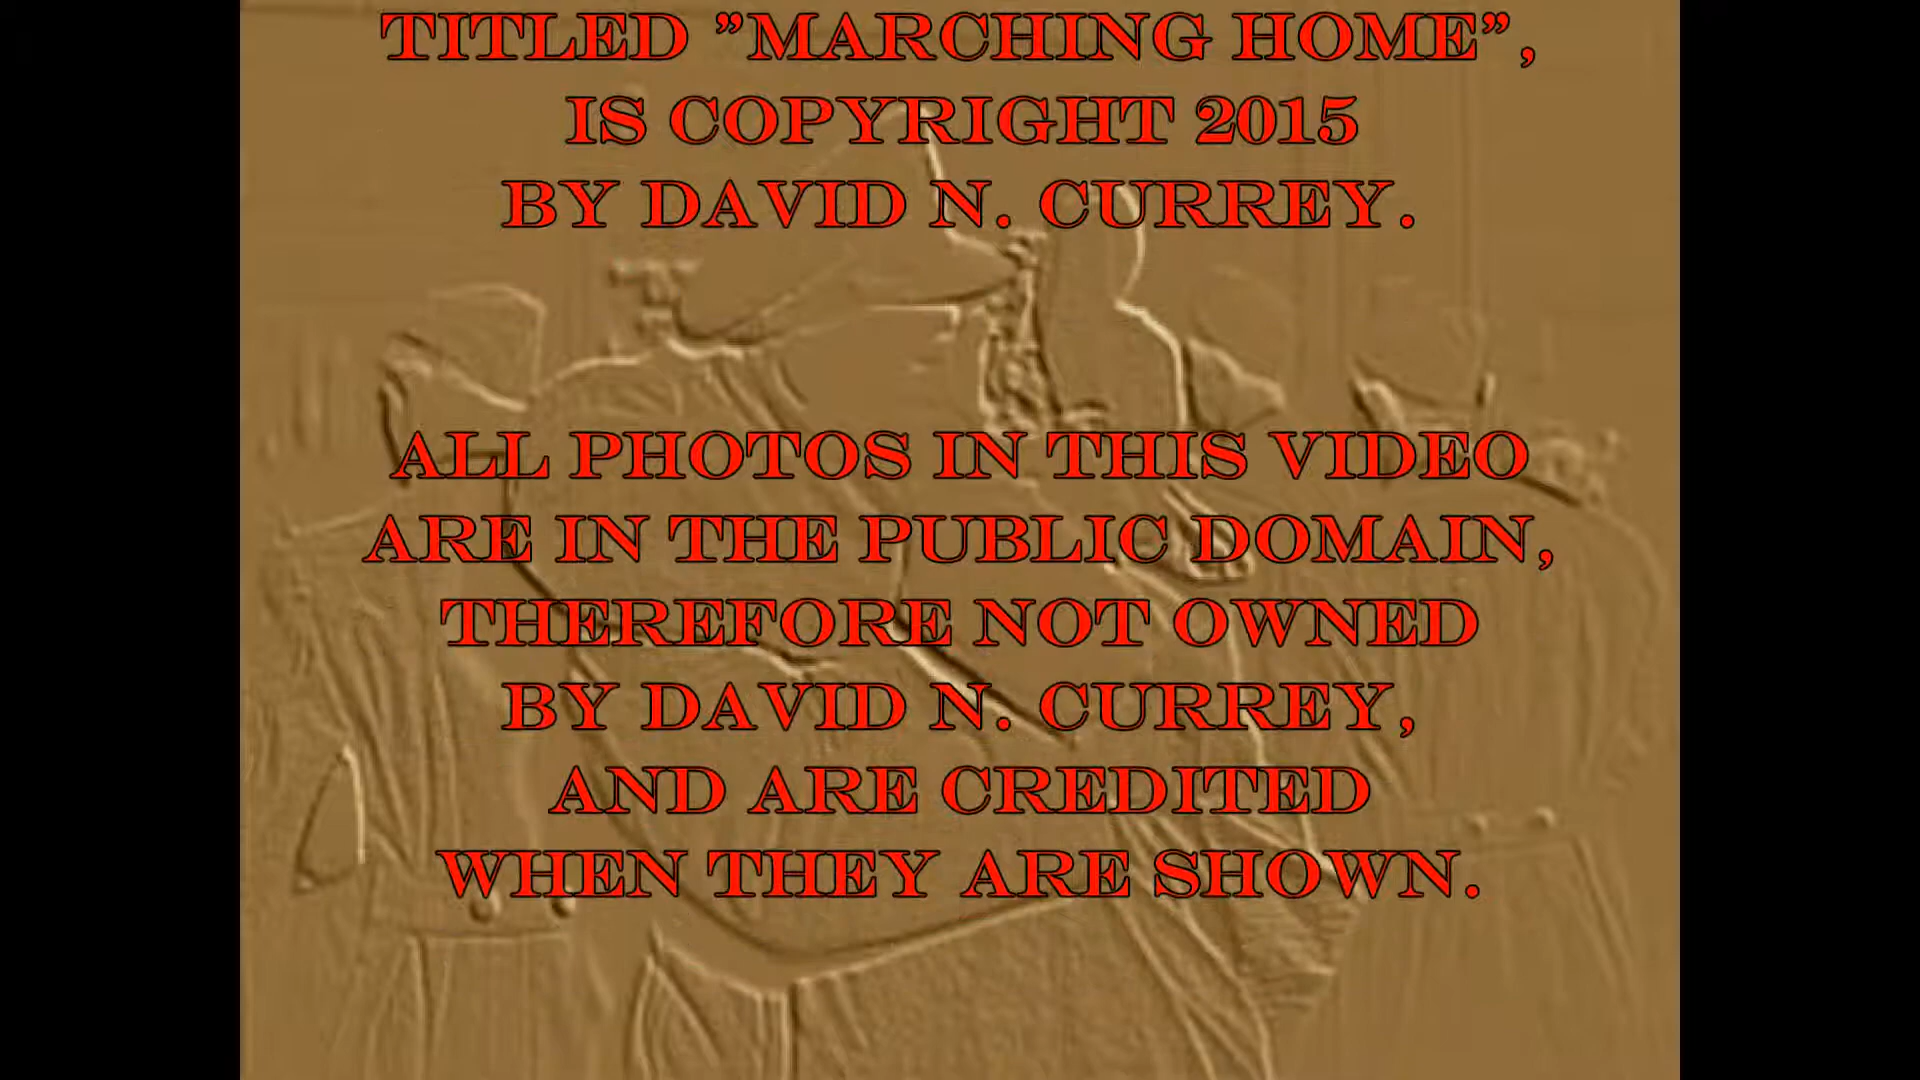 TITLED "MARCHING HOME",
IS COPYRIGHT 2015
BY DAVID N. CURREY.
ALL PHOTOS IN THIS VIDEO
ARE IN THE PUBLIC DOMAIN,
THEREFORE NOT OWNED
BY DAVID N. CURREY,
AND ARE CREDITED
WHEN THEY ARE SHOWN.